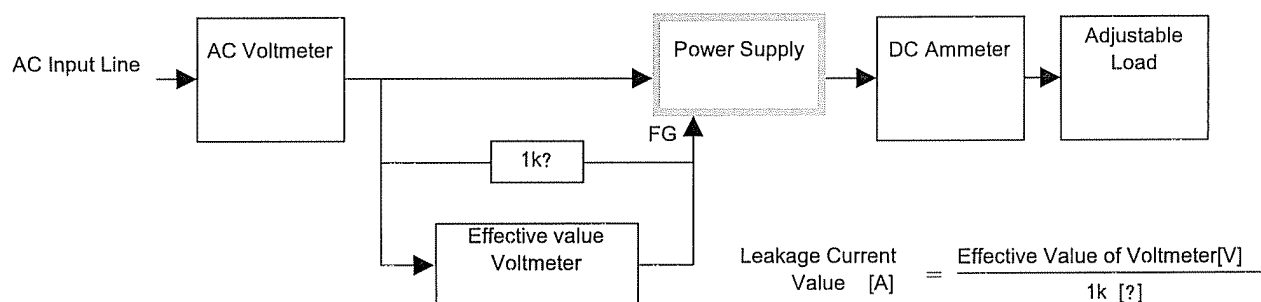 AC Input Line
AC Voltmeter
Power Supply
DC Ammeter
Adjustable
Load
FG
1k?
Effective value
Voltmeter
Leakage Current
Value [A]
= Effective Value of Voltmeter[V]
1k [?]